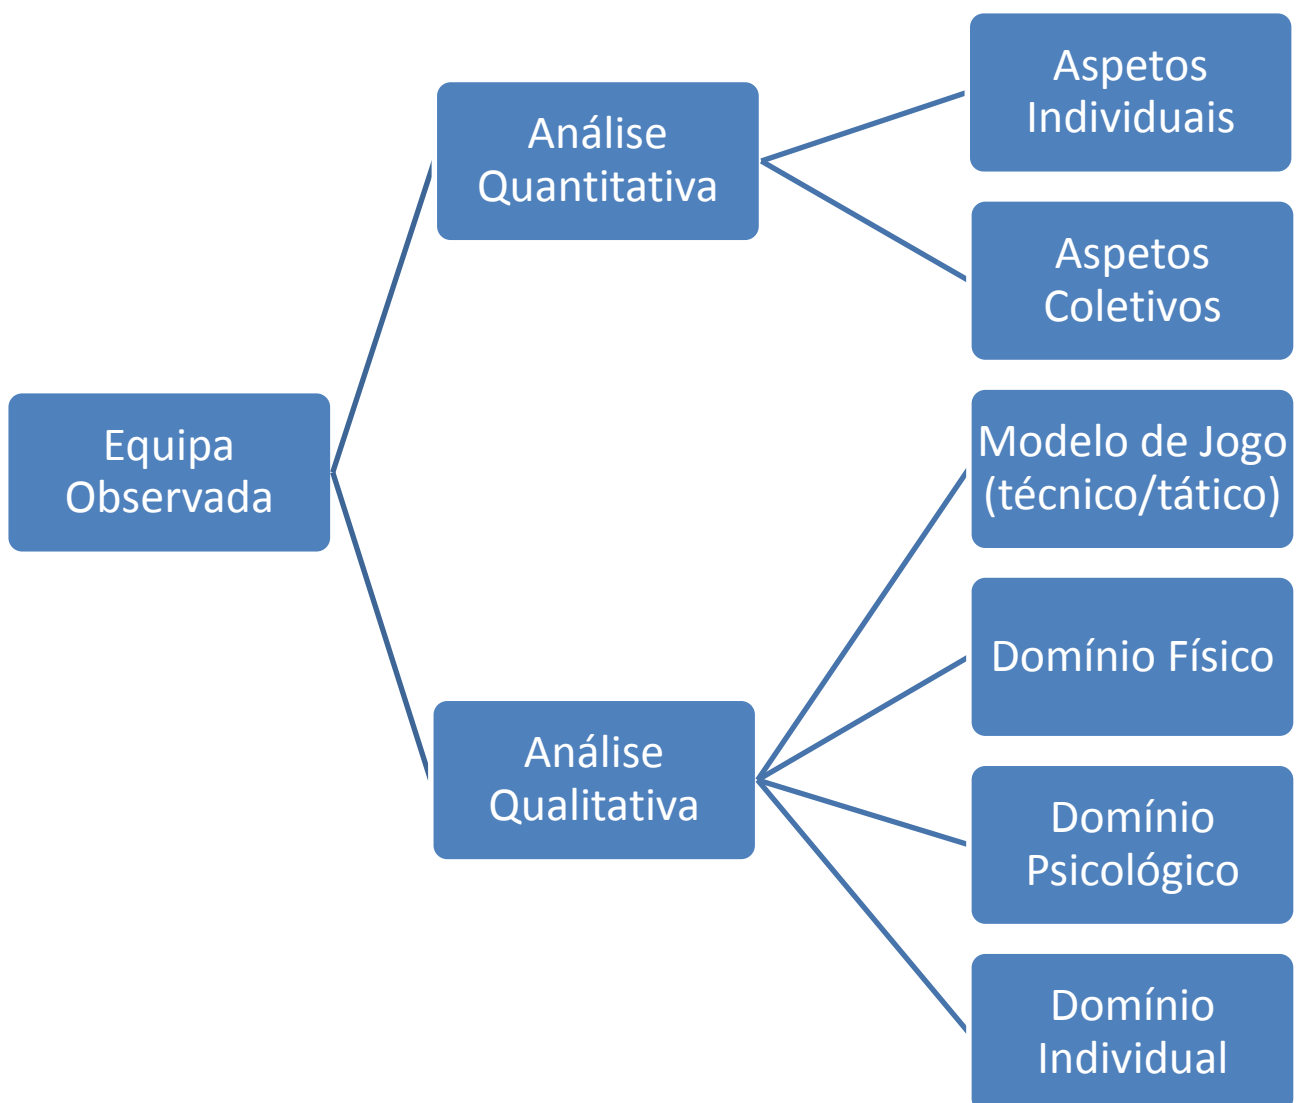 Equipa
Observada
Análise
Quantitativa
Aspetos
Individuais
Aspetos
Coletivos
Análise
Qualitativa
Modelo de Jogo
(técnico/tático)
Domínio Físico
Domínio
Psicológico
Domínio
Individual